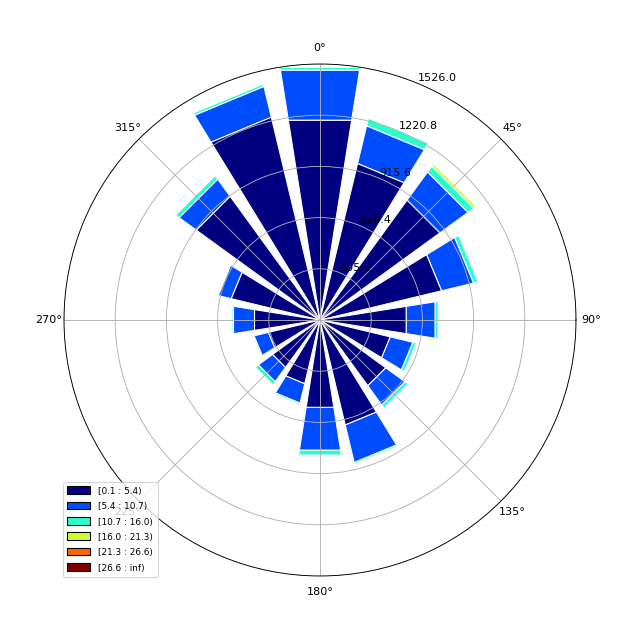 0°
1526.0
315°
1220.8
45°
915.6
610.4
270°
90°
[0.1 : 5.4)
[5.4 : 10.7)
[10.7 : 16.0)
225°
135°
[16.0 : 21.3)
[21.3 : 26.6)
[26.6 : inf)
180°